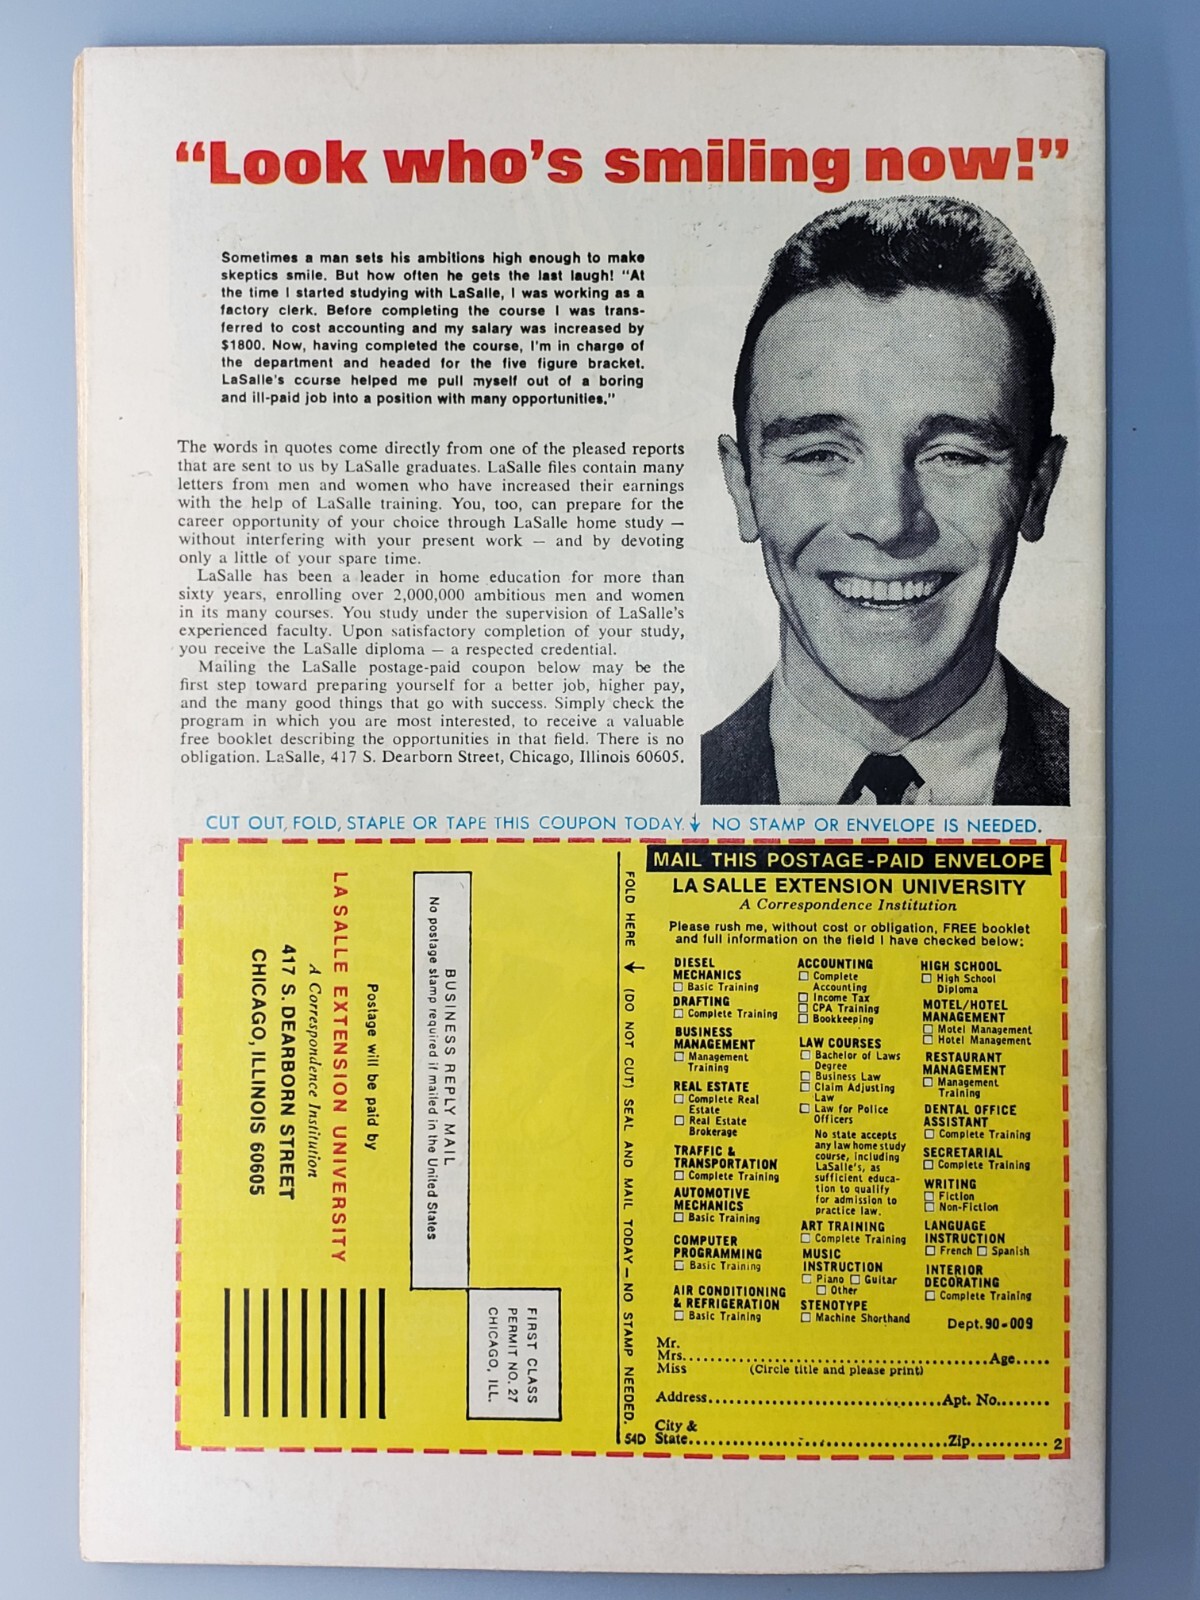 “Look who’s smiling now!”
Sometimes a man sets his ambitions high enough to make
skeptics smile. But how often he gets the last laugh! “At
the time I started studying with LaSalle, I was working as a
factory clerk. Before completing the course I was trans-
ferred to cost accounting and my salary was increased by
$1800. Now, having completed the course, I’m in charge of
the department and headed for the five figure bracket.
LaSalle’s course helped me pull myself out of a boring
and ill-paid job into a position with many opportunities.”
The words in quotes come directly from one of the pleased reports
that are sent to us by LaSalle graduates. LaSalle files contain many
letters from men and women who have increased their earnings
with the help of LaSalle training. You, too, can prepare for the
career opportunity of your choice through LaSalle home study —
without interfering with your present work — and by devoting
only a little of your spare time.
LaSalle has been a leader in home education for more than
sixty years, enrolling over 2,000,000 ambitious men and women
in its many courses. You study under the supervision of LaSalle’s
experienced faculty. Upon satisfactory completion of your study,
you receive the LaSalle diploma — a respected credential.
Mailing the LaSalle postage-paid coupon below may be the
first step toward preparing yourself for a better job, higher pay,
and the many good things that go with success. Simply check the
program in which you are most interested, to receive a valuable
free booklet describing the opportunities in that field. There is no
obligation. LaSalle, 417 S. Dearborn Street, Chicago, Illinois 60605.
CUT OUT, FOLD, STAPLE OR TAPE THIS COUPON TODAY. ↓ NO STAMP OR ENVELOPE IS NEEDED.
FIRST CLASS
PERMIT NO. 27
CHICAGO, ILL.
BUSINESS REPLY MAIL
No postage stamp required if mailed in the United States
Postage will be paid by
LA SALLE EXTENSION UNIVERSITY
A Correspondence Institution
417 S. DEARBORN STREET
CHICAGO, ILLINOIS 60605
FOLD HERE → (DO NOT CUT) SEAL AND MAIL TODAY — NO STAMP NEEDED.
54D
MAIL THIS POSTAGE-PAID ENVELOPE
LA SALLE EXTENSION UNIVERSITY
A Correspondence Institution
Please rush me, without cost or obligation, FREE booklet
and full information on the field I have checked below:
DIESEL
MECHANICS
☐ Basic Training
DRAFTING
☐ Complete Training
BUSINESS
MANAGEMENT
☐ Management
Training
REAL ESTATE
☐ Complete Real
Estate
☐ Real Estate
Brokerage
TRAFFIC &
TRANSPORTATION
☐ Complete Training
AUTOMOTIVE
MECHANICS
☐ Basic Training
COMPUTER
PROGRAMMING
☐ Basic Training
AIR CONDITIONING
& REFRIGERATION
☐ Basic Training
ACCOUNTING
☐ Complete
Accounting
☐ Income Tax
☐ CPA Training
☐ Bookkeeping
LAW COURSES
☐ Bachelor of Laws
Degree
☐ Business Law
☐ Claim Adjusting
Law
☐ Law for Police
Officers
No state accepts
any law home study
course, including
LaSalle’s, as
sufficient educa-
tion to qualify
for admission to
practice law.
ART TRAINING
☐ Complete Training
MUSIC
INSTRUCTION
☐ Piano ☐ Guitar
☐ Other
STENOTYPE
☐ Machine Shorthand
HIGH SCHOOL
☐ High School
Diploma
MOTEL/HOTEL
MANAGEMENT
☐ Motel Management
☐ Hotel Management
RESTAURANT
MANAGEMENT
☐ Management
Training
DENTAL OFFICE
ASSISTANT
☐ Complete Training
SECRETARIAL
☐ Complete Training
WRITING
☐ Fiction
☐ Non-Fiction
LANGUAGE
INSTRUCTION
☐ French ☐ Spanish
INTERIOR
DECORATING
☐ Complete Training
Dept. 90-009
Mr.
Mrs. Age
Miss (Circle title and please print)
Address Apt. No.
City &
State Zip 2